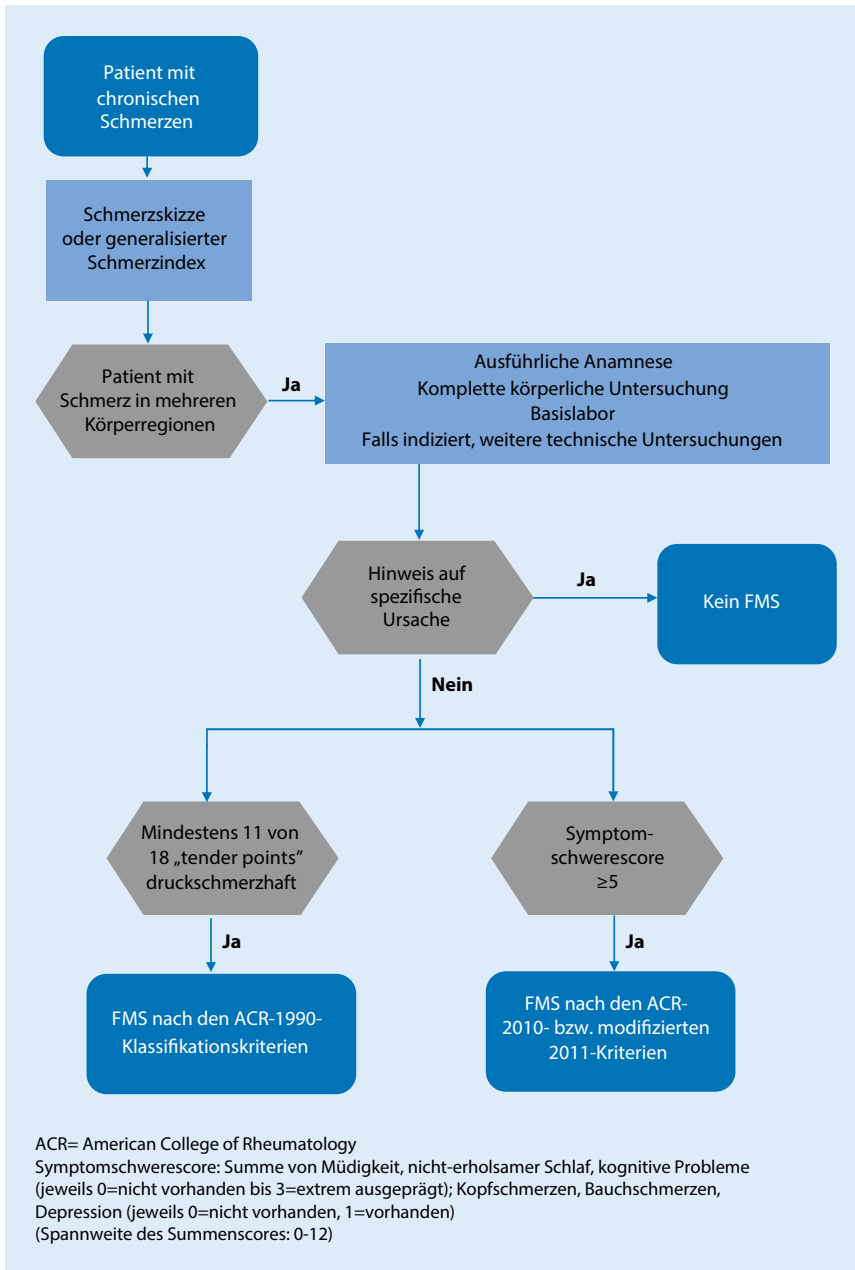 Patient mit
chronischen
Schmerzen
Schmerzskizze
oder generalisierter
Schmerzindex
Patient mit
Schmerz in mehreren
Körperregionen
Ja
Ausführliche Anamnese
Komplette körperliche Untersuchung
Basislabor
Falls indiziert, weitere technische Untersuchungen
Hinweis auf
spezifische
Ursache
Ja
Kein FMS
Nein
Mindestens 11 von
18 „tender points”
druckschmerzhaft
Symptom-
schwerescore
≥5
Ja
Ja
FMS nach den ACR-1990-
Klassifikationskriterien
FMS nach den ACR-
2010- bzw. modifizierten
2011-Kriterien
ACR= American College of Rheumatology
Symptomschwerescore: Summe von Müdigkeit, nicht-erholsamer Schlaf, kognitive Probleme
(jeweils 0=nicht vorhanden bis 3=extrem ausgeprägt); Kopfschmerzen, Bauchschmerzen,
Depression (jeweils 0=nicht vorhanden, 1=vorhanden)
(Spannweite des Summenscores: 0-12)